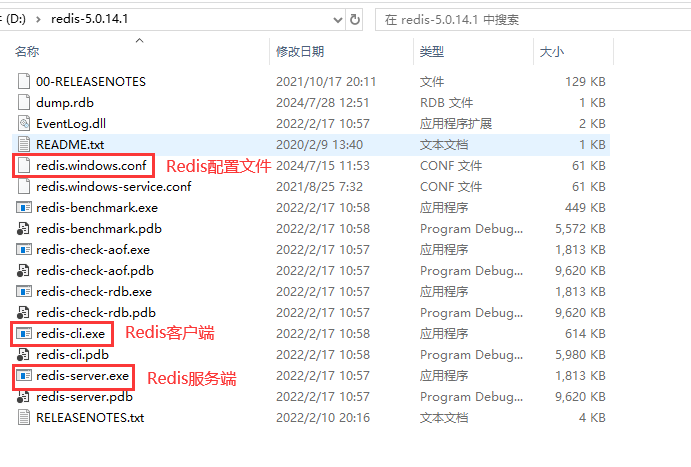 (D:) › redis-5.0.14.1
在 redis-5.0.14.1 中搜索
名称 修改日期 类型 大小
00-RELEASENOTES 2021/10/17 20:11 文件 129 KB
dump.rdb 2024/7/28 12:51 RDB 文件 1 KB
EventLog.dll 2022/2/17 10:57 应用程序扩展 2 KB
README.txt 2020/2/9 13:40 文本文档 1 KB
redis.windows.conf Redis配置文件 2024/7/15 11:53 CONF 文件 61 KB
redis.windows-service.conf 2021/8/25 7:32 CONF 文件 61 KB
redis-benchmark.exe 2022/2/17 10:58 应用程序 449 KB
redis-benchmark.pdb 2022/2/17 10:58 Program Debug... 5,572 KB
redis-check-aof.exe 2022/2/17 10:57 应用程序 1,813 KB
redis-check-aof.pdb 2022/2/17 10:57 Program Debug... 9,620 KB
redis-check-rdb.exe 2022/2/17 10:57 应用程序 1,813 KB
redis-check-rdb.pdb 2022/2/17 10:57 Program Debug... 9,620 KB
redis-cli.exe Redis客户端 2022/2/17 10:58 应用程序 614 KB
redis-cli.pdb 2022/2/17 10:58 Program Debug... 5,980 KB
redis-server.exe Redis服务端 2022/2/17 10:57 应用程序 1,813 KB
redis-server.pdb 2022/2/17 10:57 Program Debug... 9,620 KB
RELEASENOTES.txt 2022/2/10 20:16 文本文档 4 KB